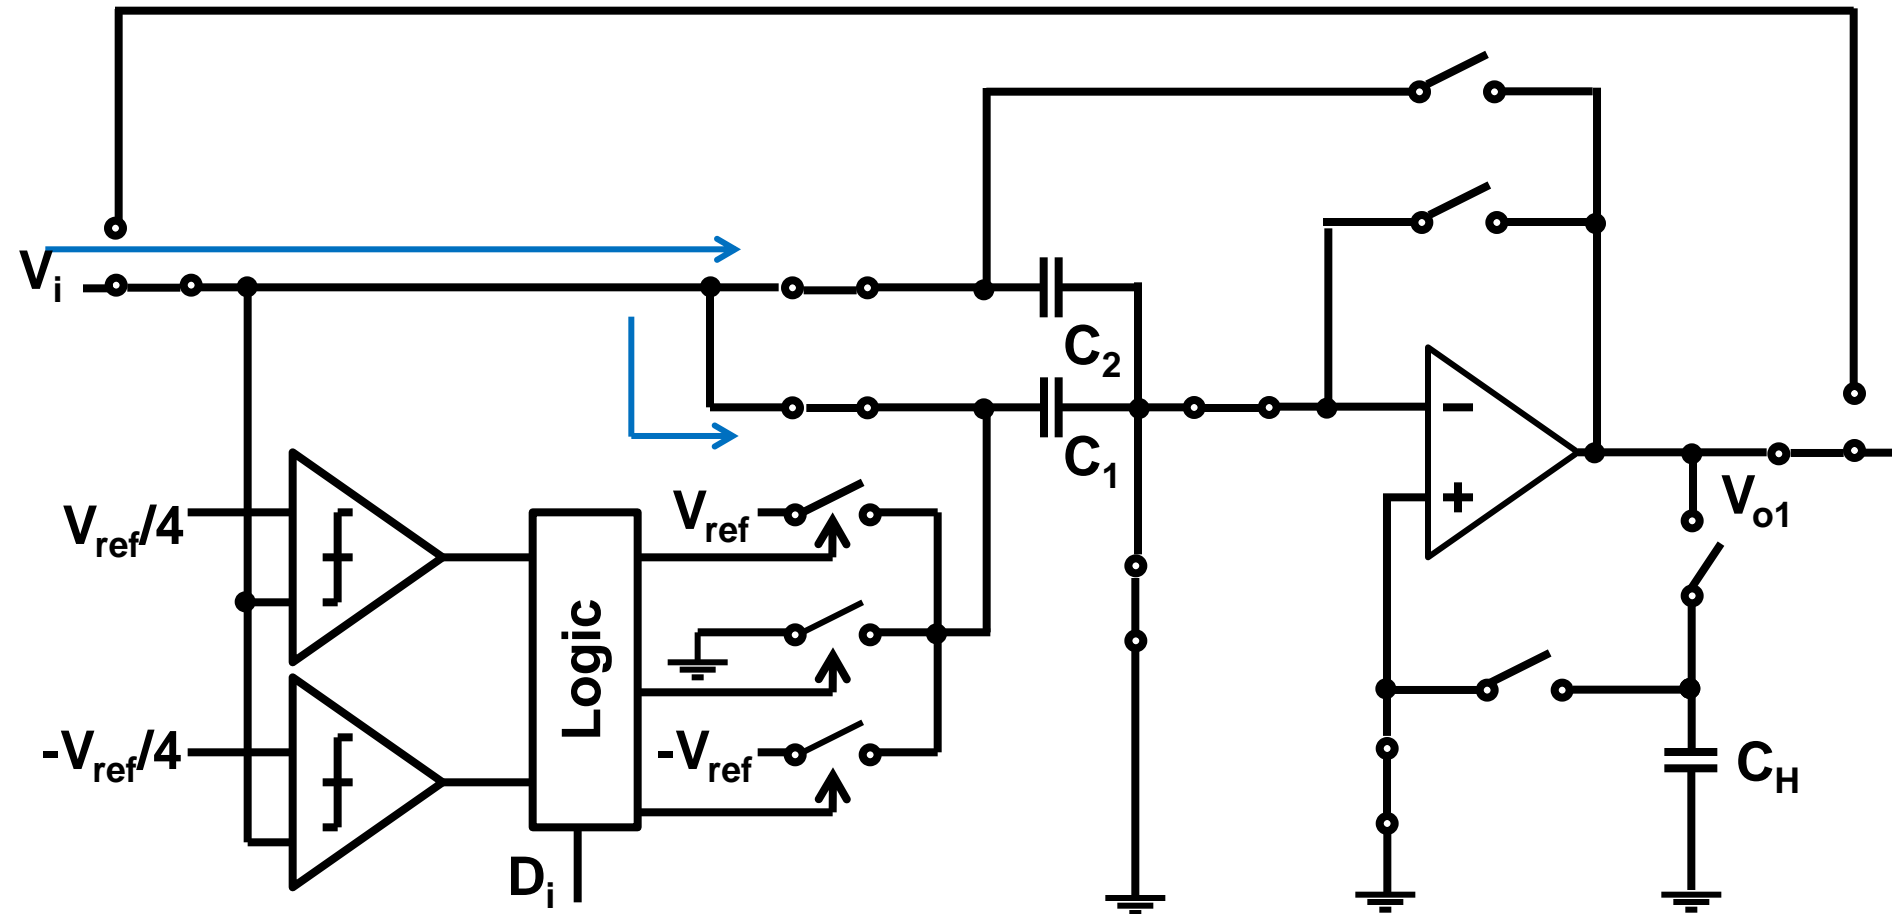 Vi
C2
C1
Vref/4
Vref
Vo1
Logic
-Vref/4
-Vref
CH
Di